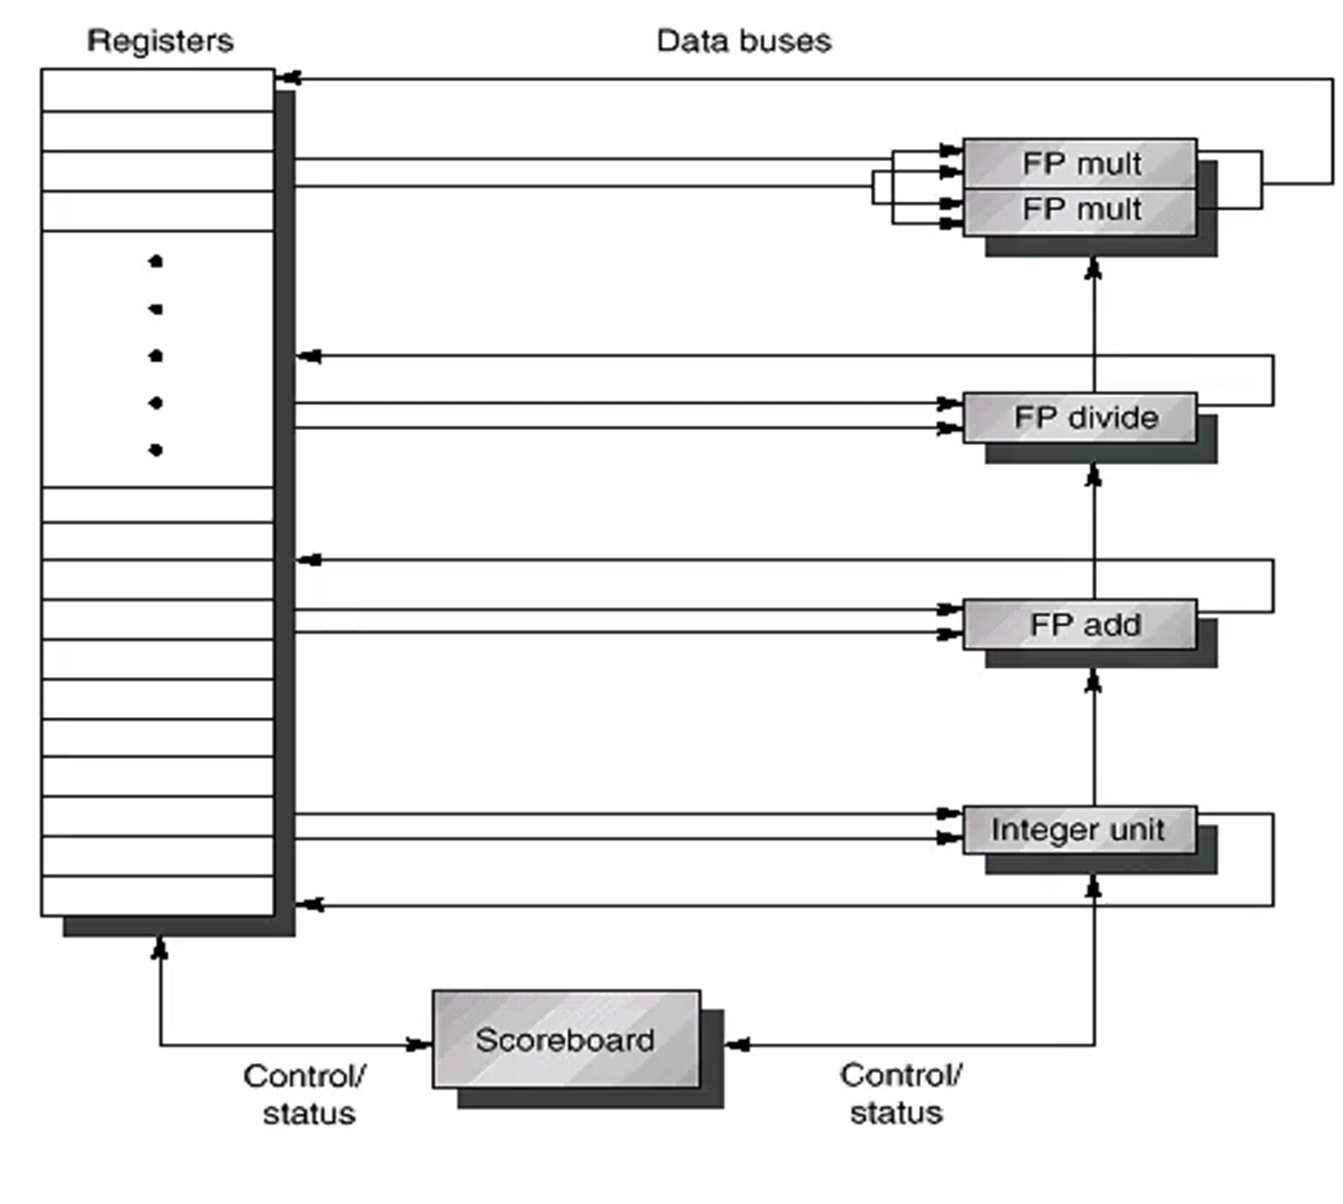 Registers
Data buses
FP mult
FP mult
FP divide
FP add
Integer unit
Scoreboard
Control/
status
Control/
status